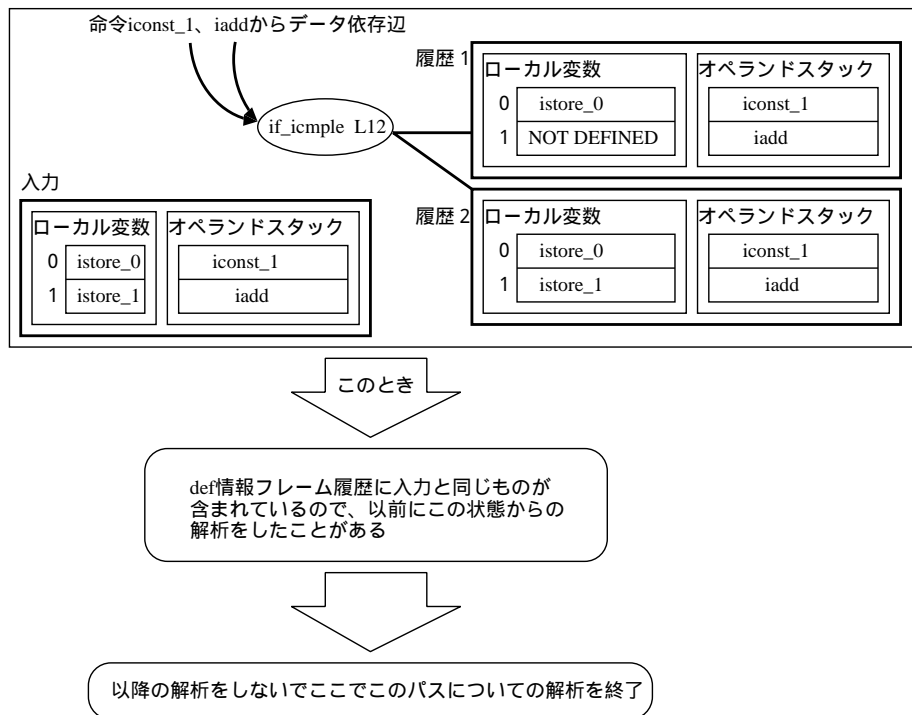 命令iconst_1、iaddからデータ依存辺
if_icmple L12
履歴 1
ローカル変数
オペランドスタック
0 istore_0
iconst_1
1 NOT DEFINED
iadd
入力
ローカル変数
オペランドスタック
0 istore_0
iconst_1
1 istore_1
iadd
履歴 2
ローカル変数
オペランドスタック
0 istore_0
iconst_1
1 istore_1
iadd
このとき
def情報フレーム履歴に入力と同じものが
含まれているので、以前にこの状態からの
解析をしたことがある
以降の解析をしないでここでこのパスについての解析を終了